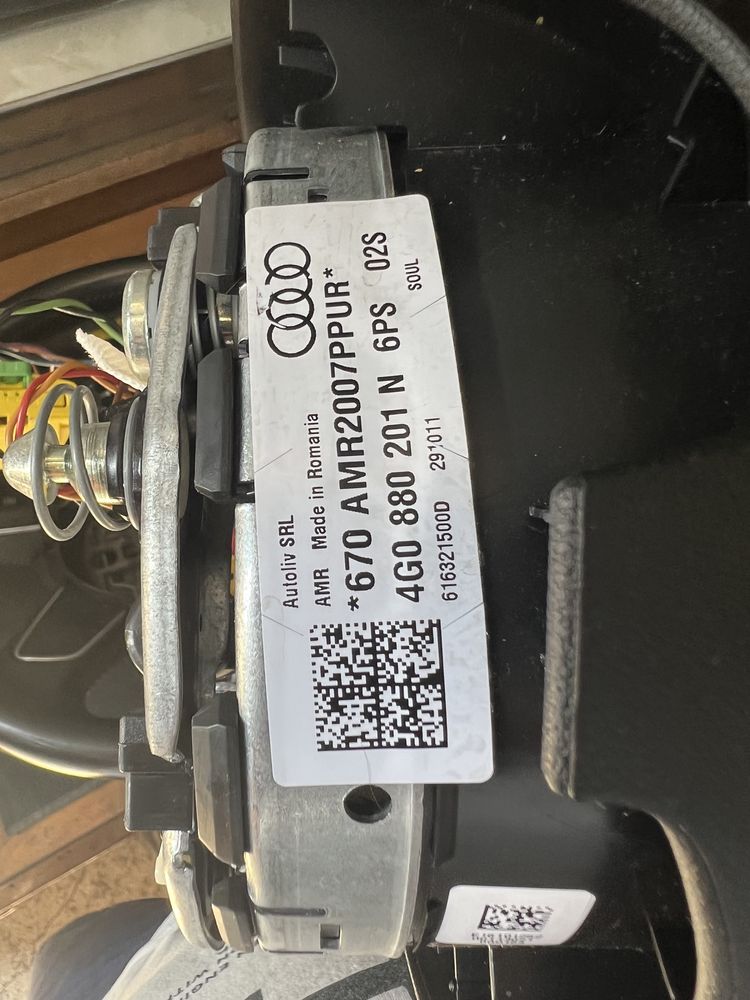 Autoliv SRL
AMR Made in Romania
*670 AMR2007PPUR*
4G0 880 201 N 6PS 02S
616321500D 291011 SOUL